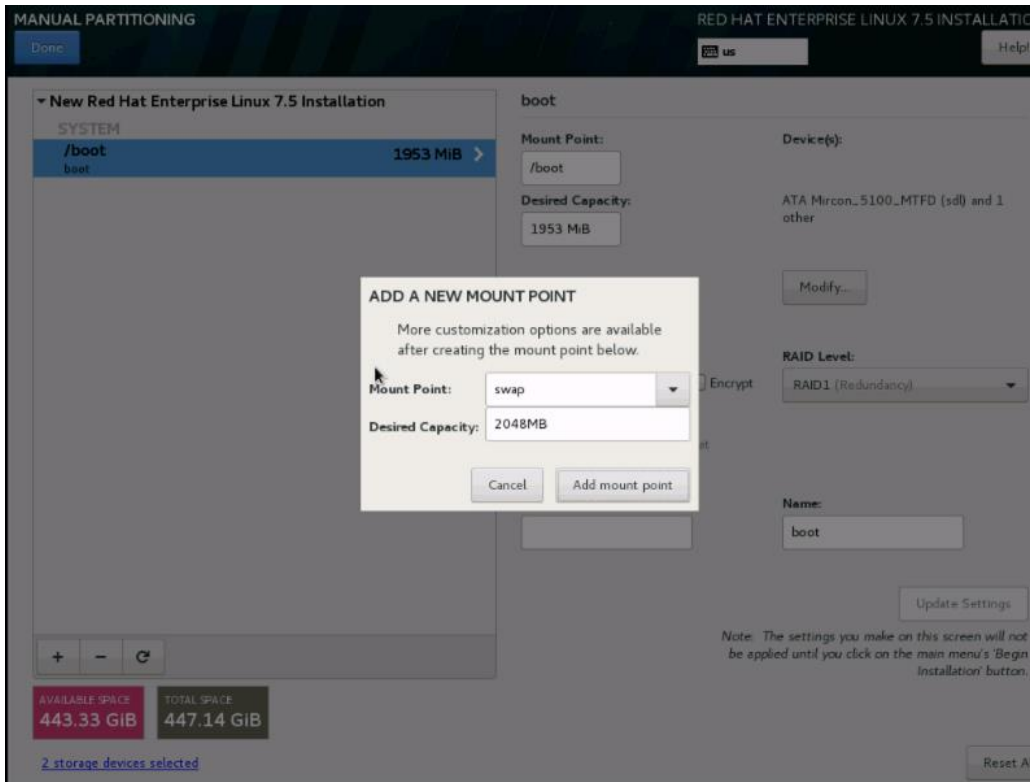 MANUAL PARTITIONING
RED HAT ENTERPRISE LINUX 7.5 INSTALLATIO
Done
us
Help!
New Red Hat Enterprise Linux 7.5 Installation
SYSTEM
/boot
1953 MiB
boot
boot
Mount Point:
/boot
Device(s):
Desired Capacity:
1953 MiB
ATA Mircon_5100_MTFD (sdl) and 1
other
Modify...
ADD A NEW MOUNT POINT
More customization options are available
after creating the mount point below.
Mount Point:
swap
Desired Capacity:
2048MB
Cancel
Add mount point
Encrypt
RAID Level:
RAID1 (Redundancy)
Name:
boot
Update Settings
Note: The settings you make on this screen will not
be applied until you click on the main menu's 'Begin
Installation' button.
+ -
AVAILABLE SPACE
443.33 GiB
TOTAL SPACE
447.14 GiB
2 storage devices selected
Reset A